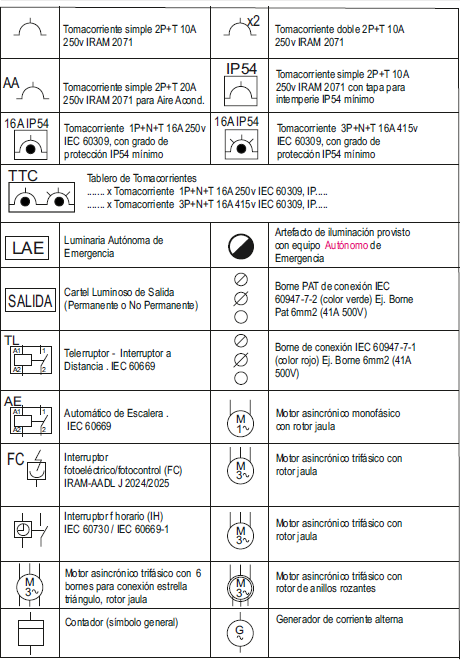 Tomacorriente simple 2P+T 10A
250v IRAM 2071
x2
Tomacorriente doble 2P+T 10A
250v IRAM 2071
AA
Tomacorriente simple 2P+T 20A
250v IRAM 2071 para Aire Acond.
IP54
Tomacorriente simple 2P+T 10A
250v IRAM 2071 con tapa para
intemperie IP54 mínimo
16A IP54
Tomacorriente 1P+N+T 16A 250v
IEC 60309, con grado de
protección IP54 mínimo
16A IP54
Tomacorriente 3P+N+T 16A 415v
IEC 60309, con grado de
protección IP54 mínimo
TTC
Tablero de Tomacorrientes
....... x Tomacorriente 1P+N+T 16A 250v IEC 60309, IP.....
....... x Tomacorriente 3P+N+T 16A 415v IEC 60309, IP.....
LAE
Luminaria Autónoma de
Emergencia
Artefacto de iluminación provisto
con equipo Autónomo de
Emergencia
SALIDA
Cartel Luminoso de Salida
(Permanente o No Permanente)
Borne PAT de conexión IEC
60947-7-2 (color verde) Ej. Borne
Pat 6mm2 (41A 500V)
TL
A1 1
A2 2
Telerruptor - Interruptor a
Distancia . IEC 60669
Borne de conexión IEC 60947-7-1
(color rojo) Ej. Borne 6mm2 (41A
500V)
AE
A1 1
A2 2
Automático de Escalera .
IEC 60669
M
1~
Motor asincrónico monofásico
con rotor jaula
FC
Interruptor
fotoeléctrico/fotocontrol (FC)
IRAM-AADL J 2024/2025
M
3~
Motor asincrónico trifásico con
rotor jaula
Interruptor f horario (IH)
IEC 60730 / IEC 60669-1
M
3~
Motor asincrónico trifásico con
rotor jaula
M
3~
Motor asincrónico trifásico con 6
bornes para conexión estrella
triángulo, rotor jaula
M
3~
Motor asincrónico trifásico con
rotor de anillos rozantes
Contador (símbolo general)
G
~
Generador de corriente alterna